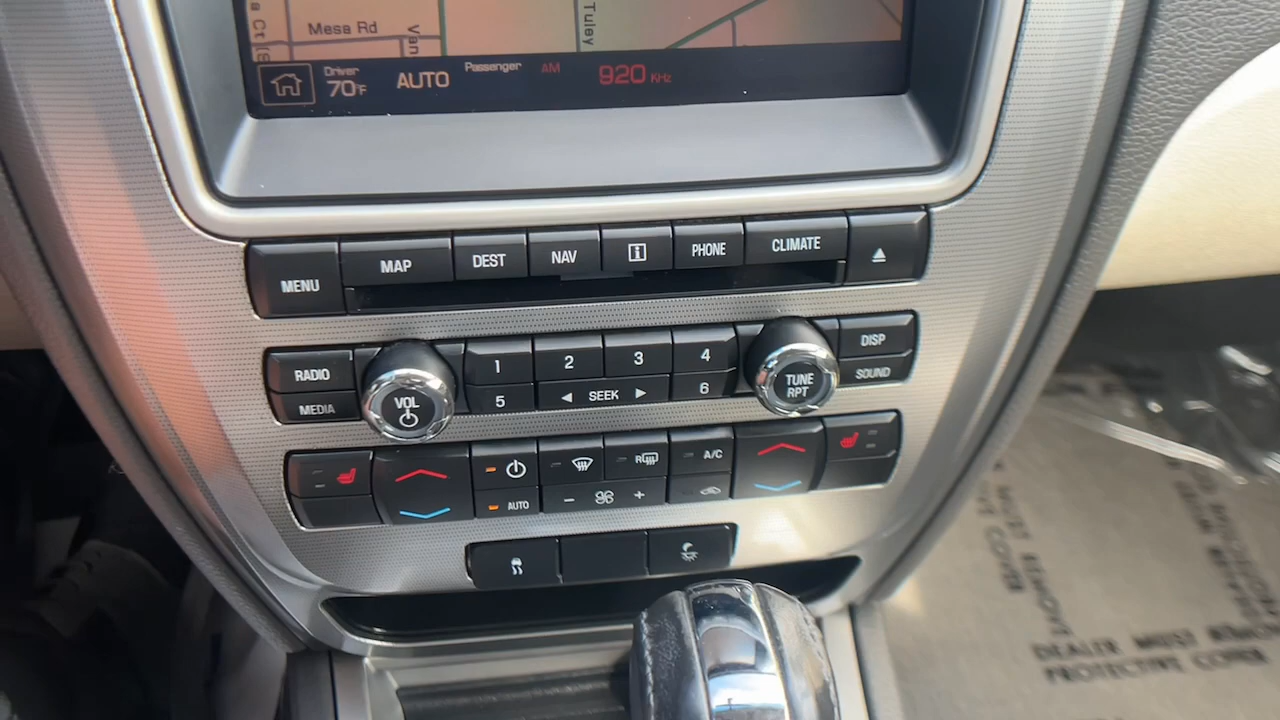 Mesa Rd
Van
Tuley
Driver
70°F
AUTO
Passenger
AM
920 KHz
MENU
MAP
DEST
NAV
i
PHONE
CLIMATE
RADIO
MEDIA
VOL
1
2
3
4
5
◄ SEEK ►
6
TUNE
RPT
DISP
SOUND
AUTO
R
A/C
- +
DEALER MUST REMOVE
PROTECTIVE COVER